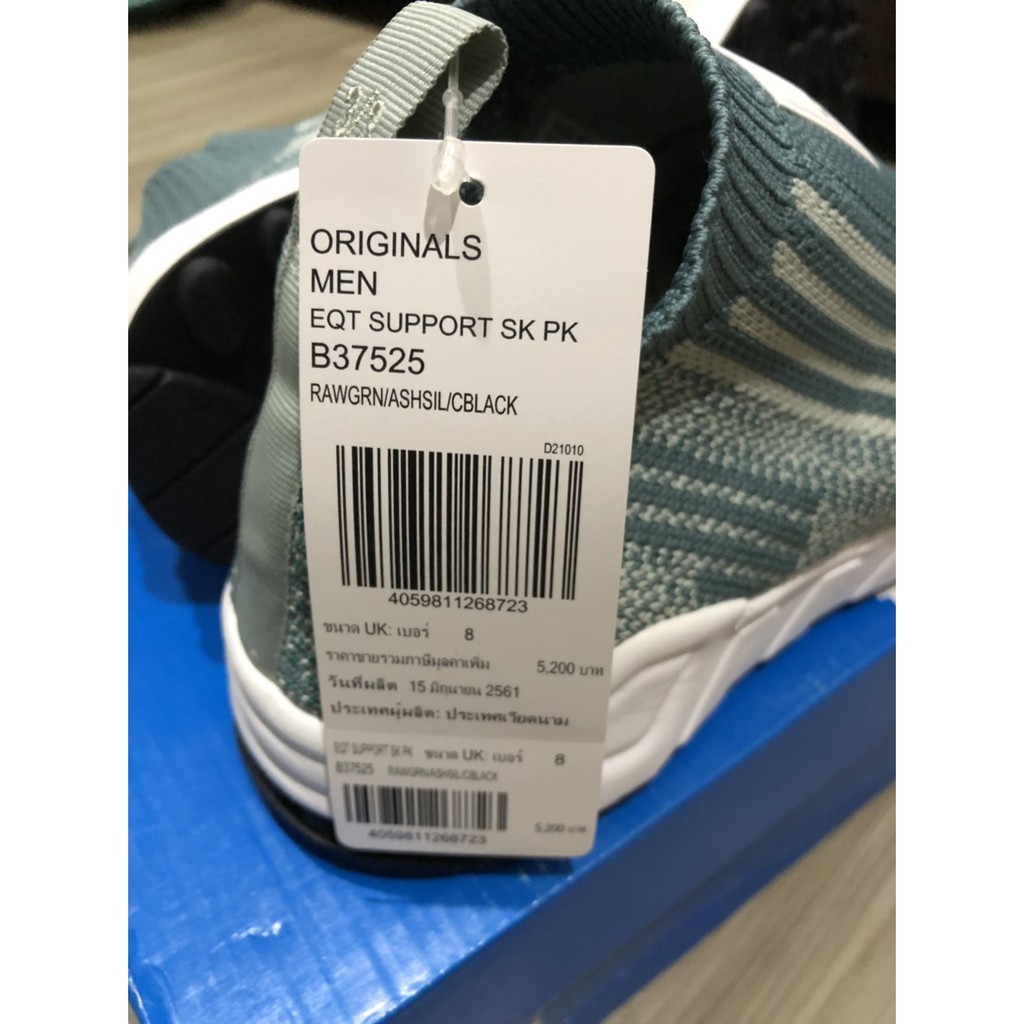 ORIGINALS
MEN
EQT SUPPORT SK PK
B37525
RAWGRN/ASHSIL/CBLACK
D21010
4059811268723
ขนาด UK: เบอร์ 8
ราคาขายรวมภาษีมูลค่าเพิ่ม 5,200 บาท
วันที่ผลิต 15 มิถุนายน 2561
ประเทศผู้ผลิต: ประเทศเวียดนาม
EQT SUPPORT SK PK ขนาด UK: เบอร์ 8
B37525 RAWGRN/ASHSIL/CBLACK
4059811268723 5,200 บาท